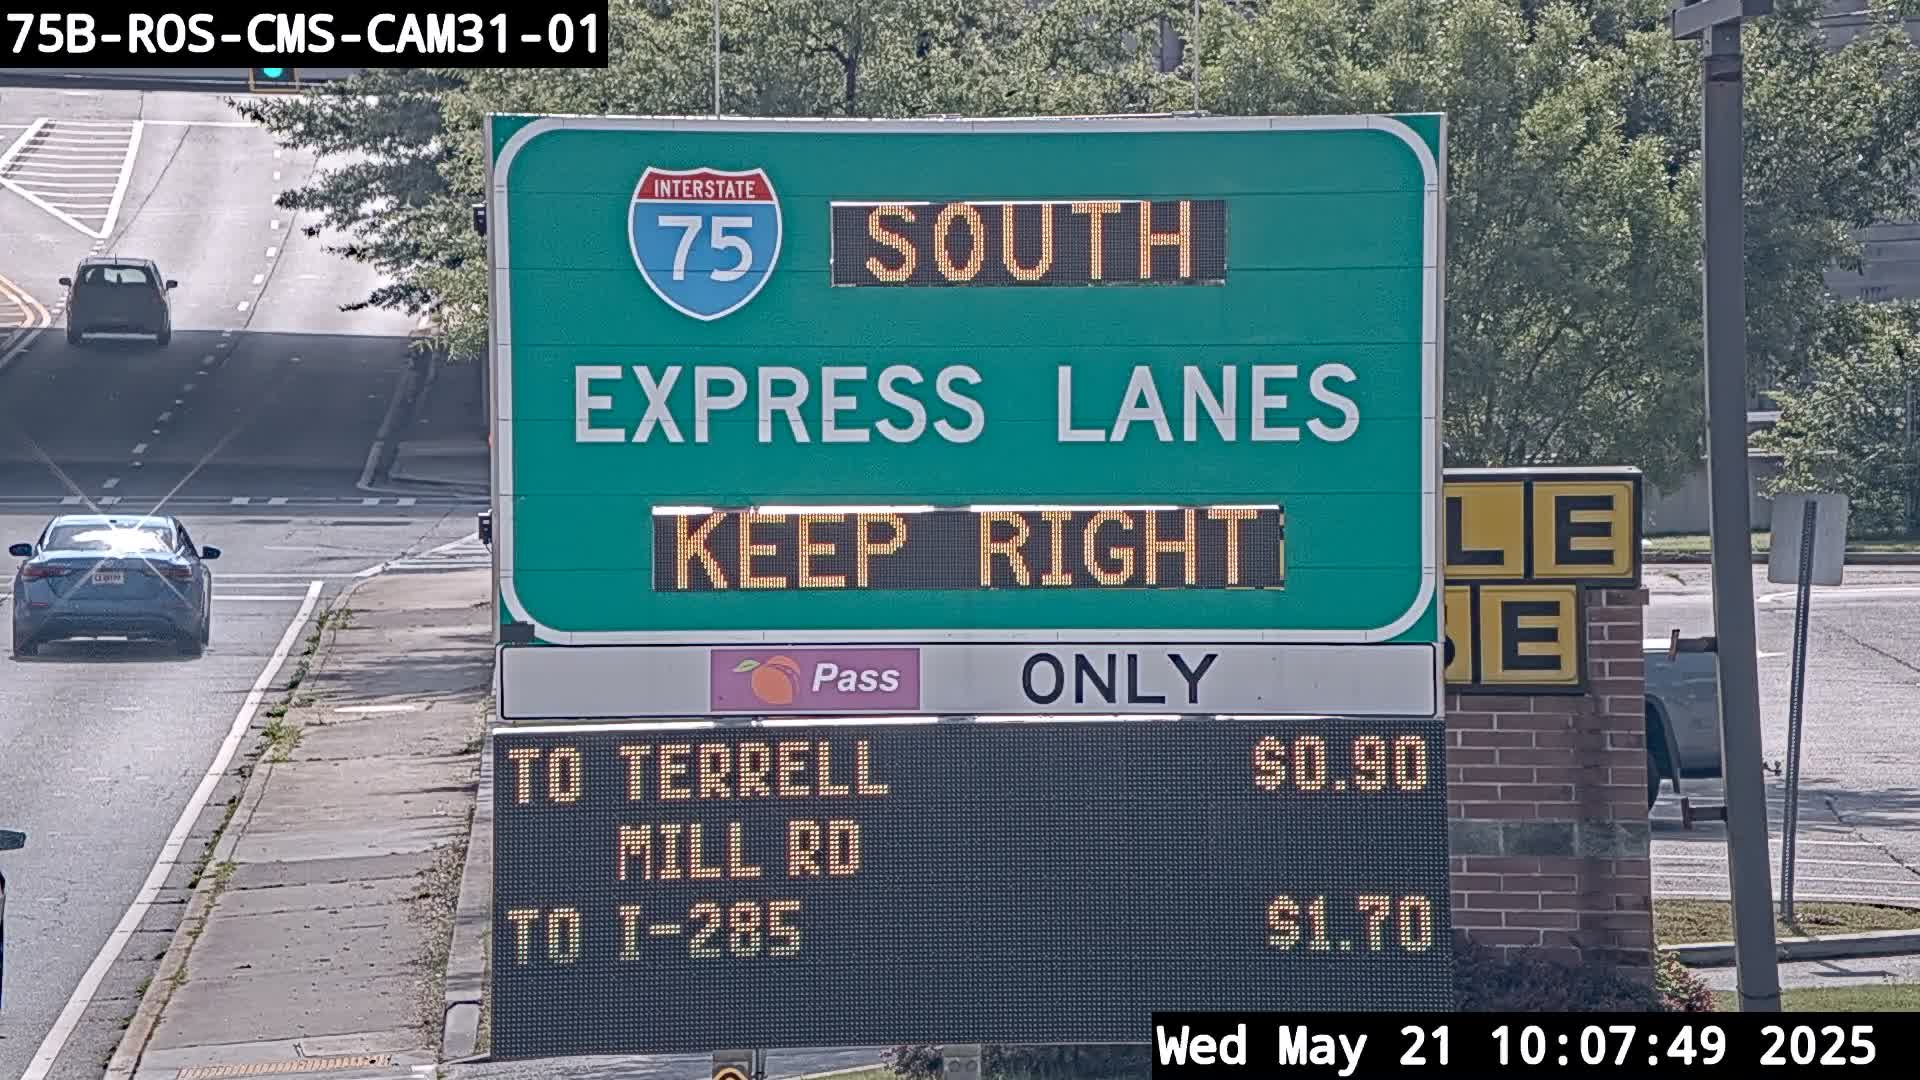 75B-ROS-CMS-CAM31-01
INTERSTATE
75
SOUTH
EXPRESS LANES
KEEP RIGHT
Pass ONLY
TO TERRELL $0.90
MILL RD
TO I-285 $1.70
LE
E
Wed May 21 10:07:49 2025